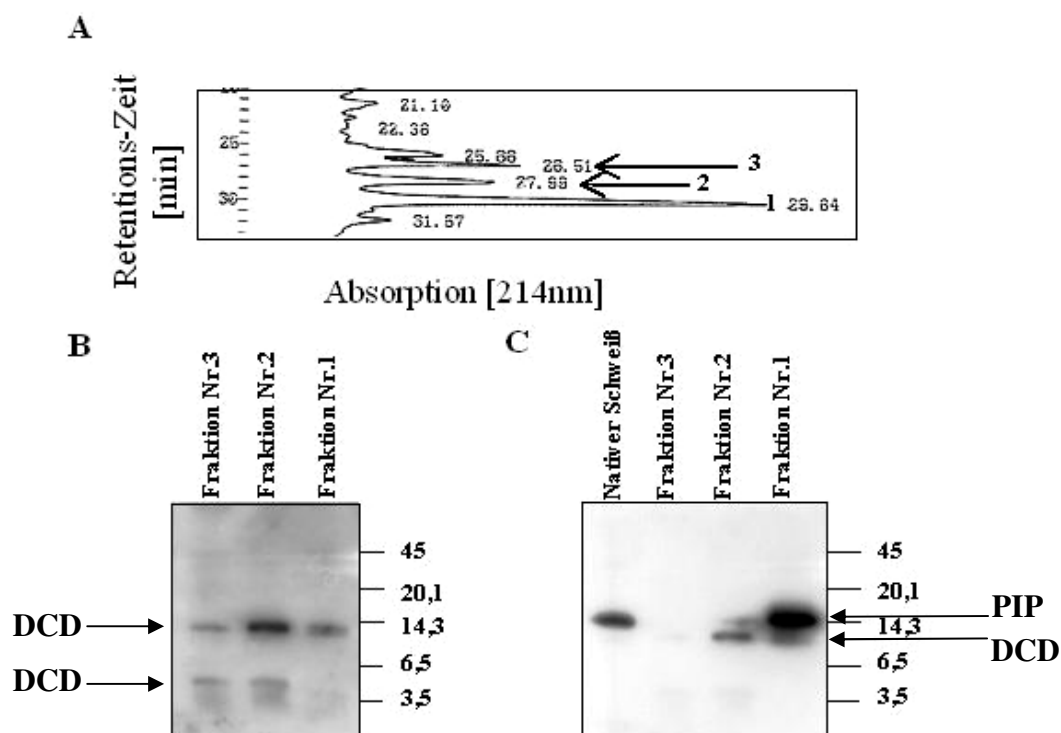 A
Retentions-Zeit
[min]
21.10
22.38
25
25.88
26.51
3
27.99
2
30
1 29.64
31.57
Absorption [214nm]
B
Fraktion Nr.3
Fraktion Nr.2
Fraktion Nr.1
45
20,1
14,3
6,5
3,5
DCD
DCD
C
Nativer Schweiß
Fraktion Nr.3
Fraktion Nr.2
Fraktion Nr.1
45
20,1
14,3
6,5
3,5
PIP
DCD